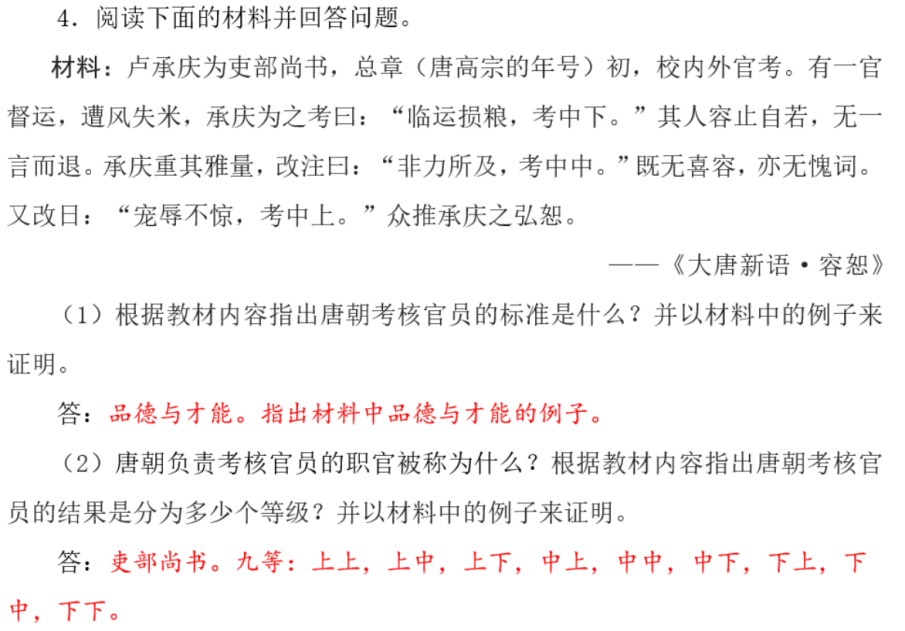 4．阅读下面的材料并回答问题。
材料：卢承庆为吏部尚书，总章（唐高宗的年号）初，校内外官考。有一官
督运，遭风失米，承庆为之考曰：“临运损粮，考中下。”其人容止自若，无一
言而退。承庆重其雅量，改注曰：“非力所及，考中中。”既无喜容，亦无愧词。
又改日：“宠辱不惊，考中上。”众推承庆之弘恕。
——《大唐新语·容恕》
（1）根据教材内容指出唐朝考核官员的标准是什么？并以材料中的例子来
证明。
答：品德与才能。指出材料中品德与才能的例子。
（2）唐朝负责考核官员的职官被称为什么？根据教材内容指出唐朝考核官
员的结果是分为多少个等级？并以材料中的例子来证明。
答：吏部尚书。九等：上上，上中，上下，中上，中中，中下，下上，下
中，下下。